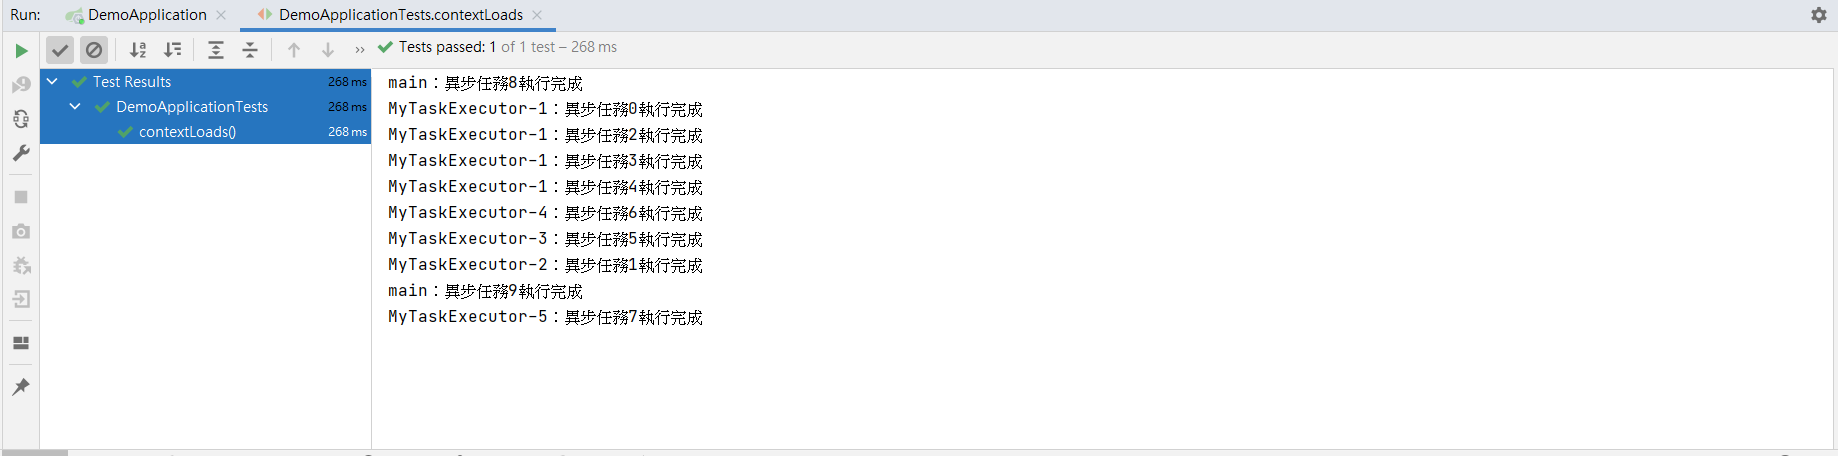 Run: DemoApplication DemoApplicationTests.contextLoads
Tests passed: 1 of 1 test – 268 ms
Test Results 268 ms
DemoApplicationTests 268 ms
contextLoads() 268 ms
main：異步任務8執行完成
MyTaskExecutor-1：異步任務0執行完成
MyTaskExecutor-1：異步任務2執行完成
MyTaskExecutor-1：異步任務3執行完成
MyTaskExecutor-1：異步任務4執行完成
MyTaskExecutor-4：異步任務6執行完成
MyTaskExecutor-3：異步任務5執行完成
MyTaskExecutor-2：異步任務1執行完成
main：異步任務9執行完成
MyTaskExecutor-5：異步任務7執行完成